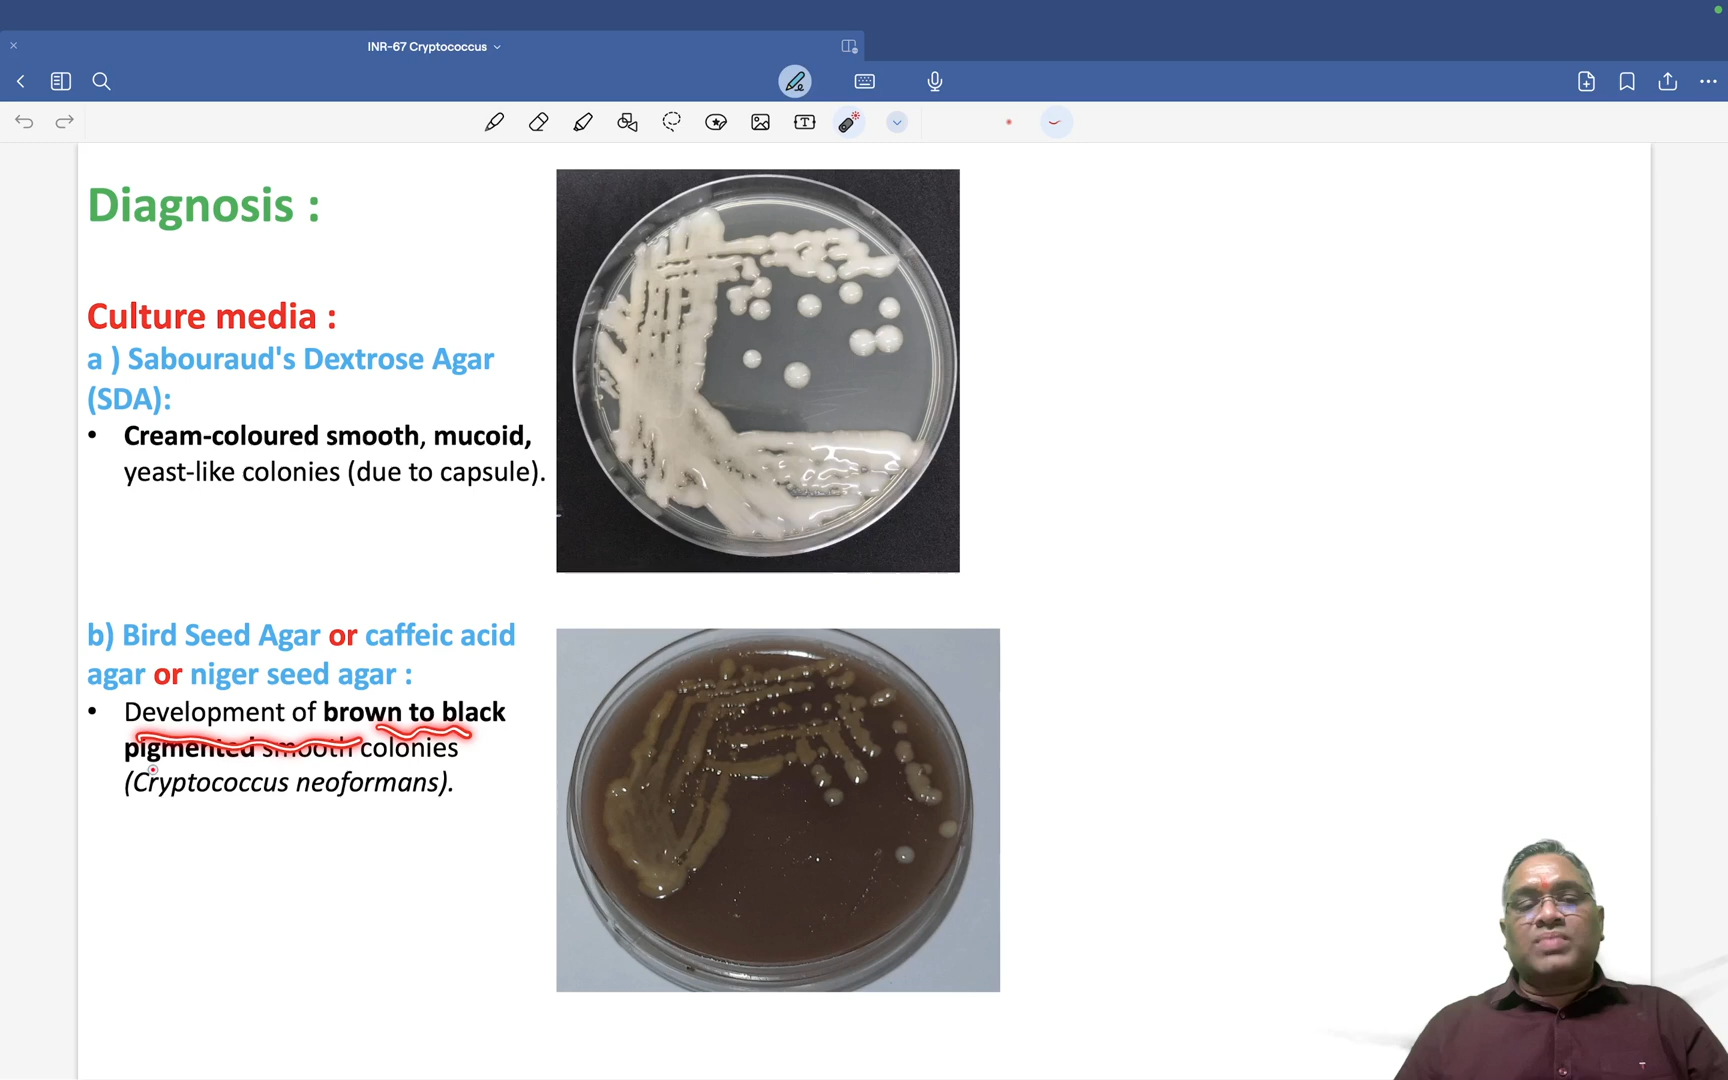 INR-67 Cryptococcus
Diagnosis :
Culture media :
a ) Sabouraud's Dextrose Agar
(SDA):
• Cream-coloured smooth, mucoid,
yeast-like colonies (due to capsule).
b) Bird Seed Agar or caffeic acid
agar or niger seed agar :
• Development of brown to black
pigmented smooth colonies
(Cryptococcus neoformans).